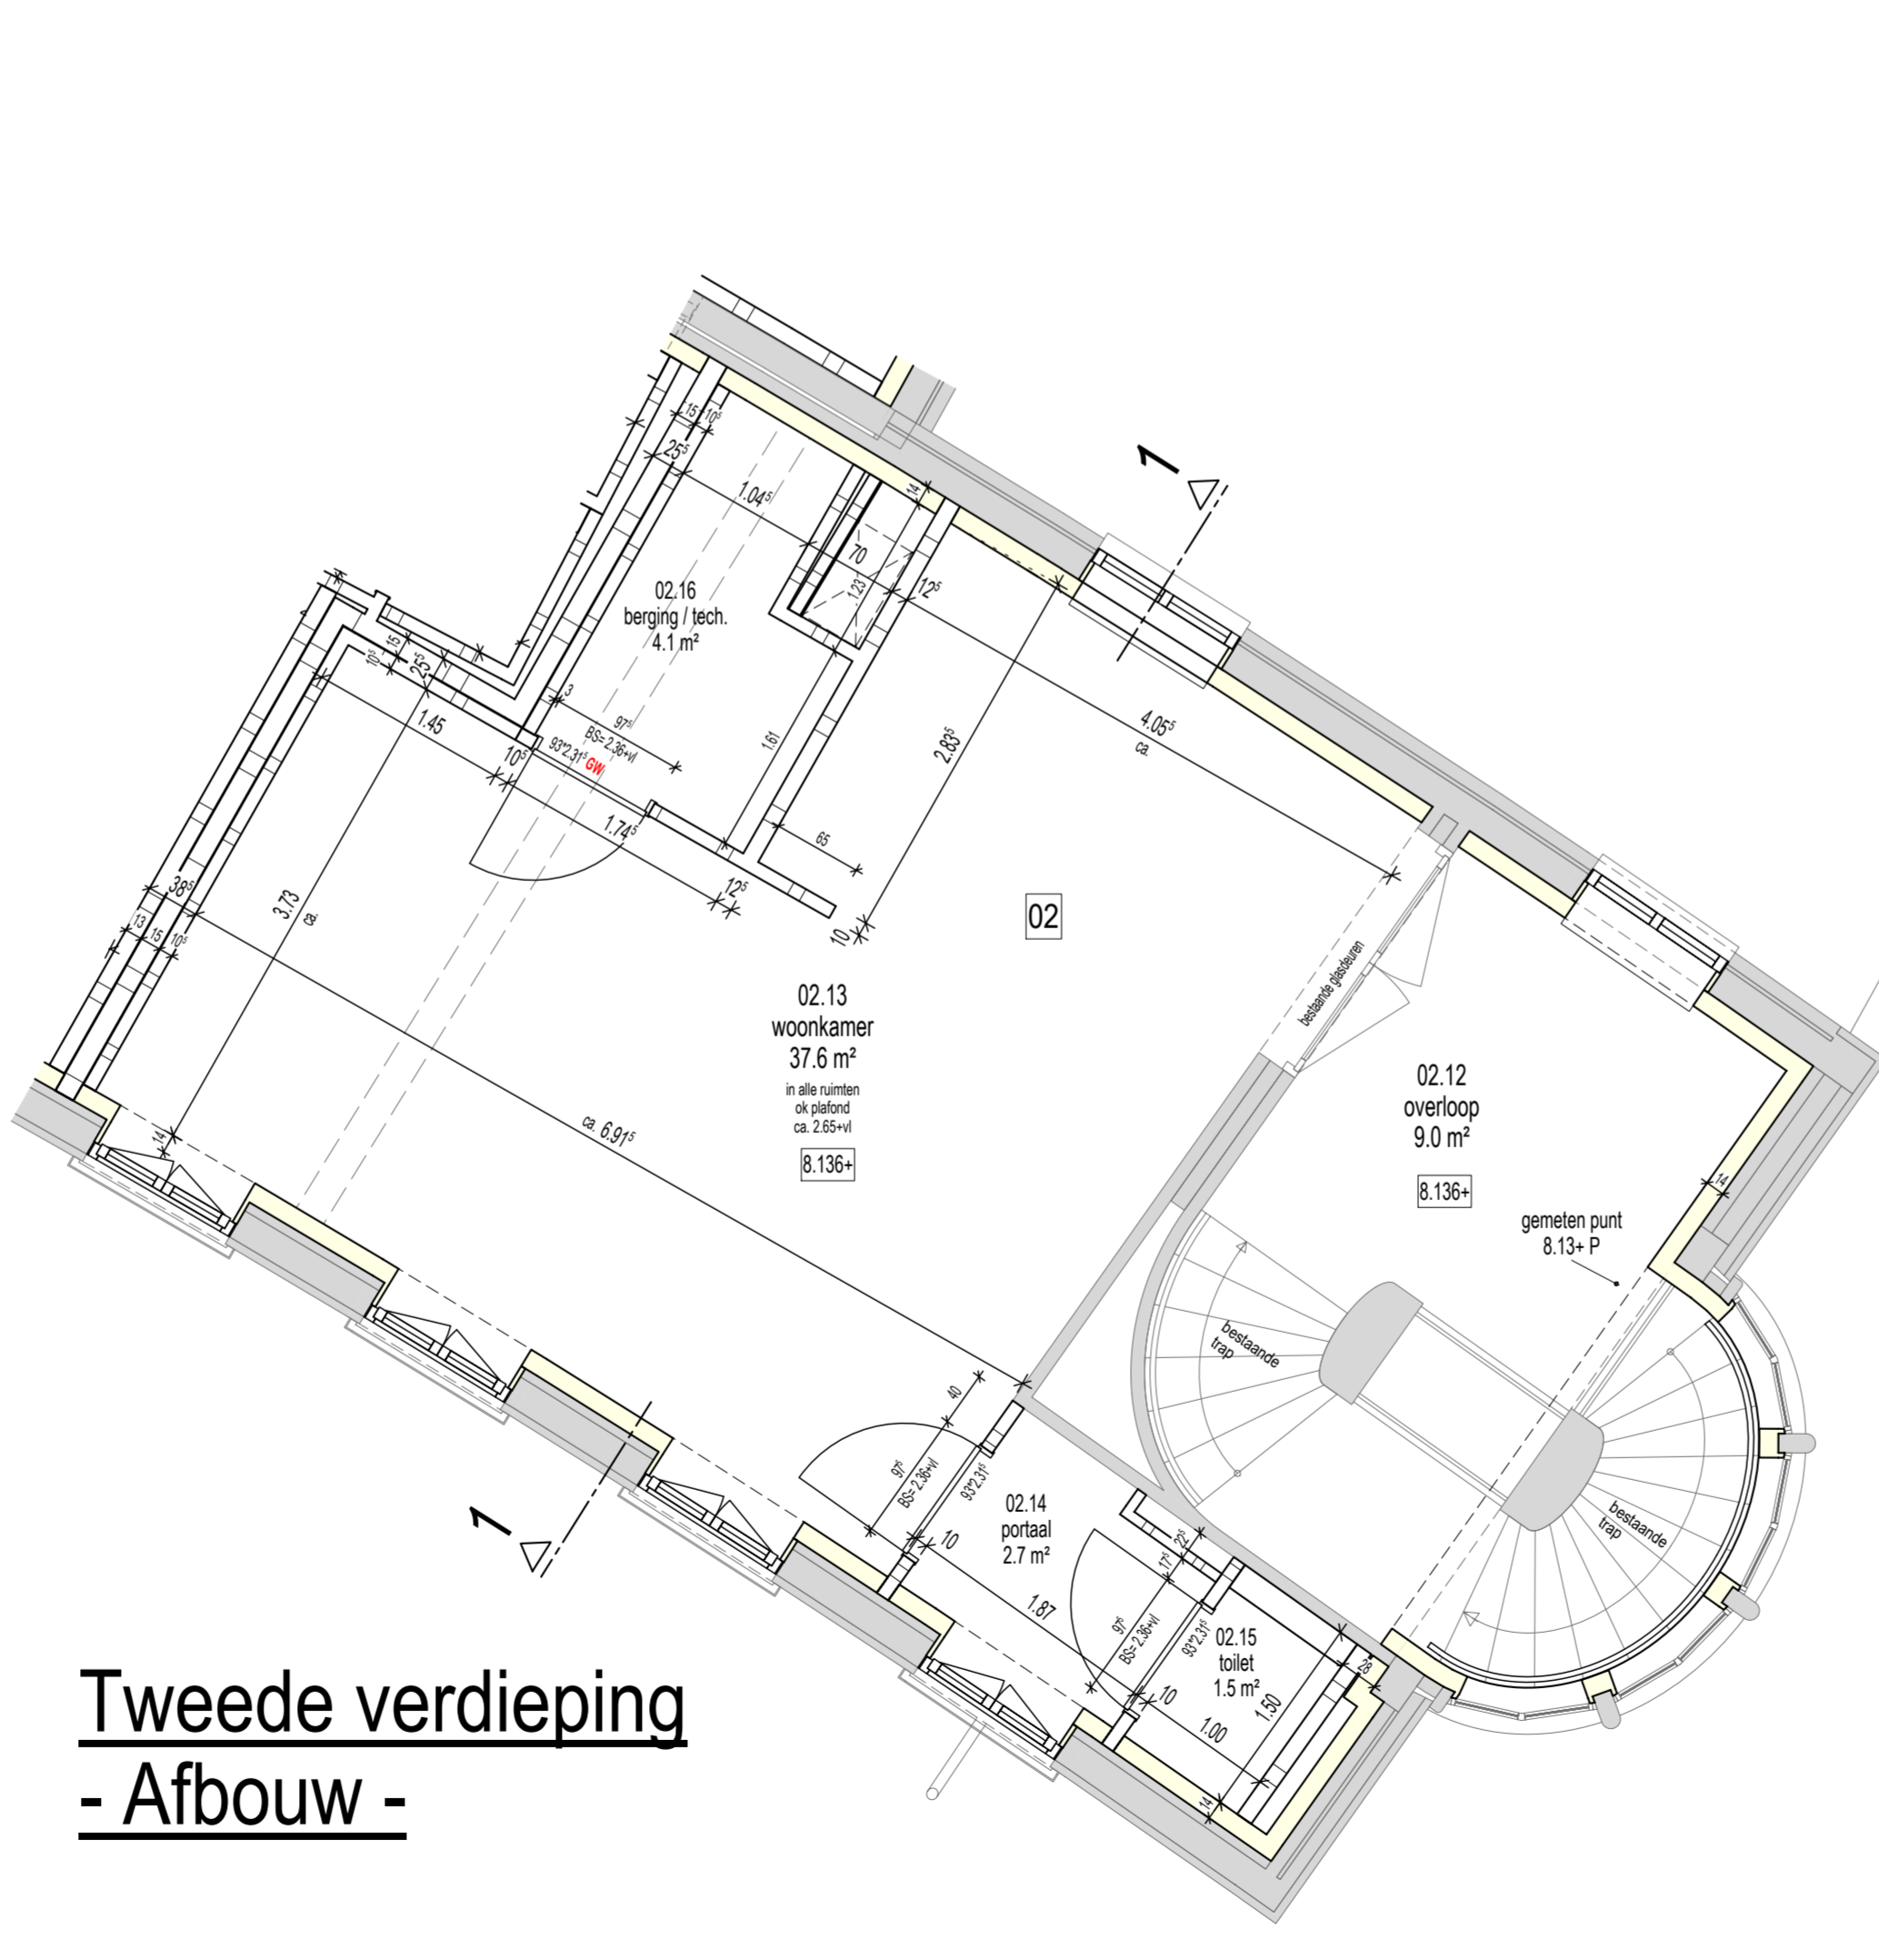 1
15
10⁵
25⁵
1.04⁵
14
70
1.23
12⁵
02.16
berging / tech.
4.1 m²
15
10⁵
25⁵
1.45
10⁵
3
97⁵
BS= 2.36+vl
93*2.31⁵ GW
1.61
2.83⁵
4.05⁵
ca.
1.74⁵
65
12⁵
10
38⁵
13
15
10⁵
3.73
ca.
02
bestaande glasdeuren
02.13
woonkamer
37.6 m²
in alle ruimten
ok plafond
ca. 2.65+vl
8.136+
02.12
overloop
9.0 m²
8.136+
14
gemeten punt
8.13+ P
ca. 6.91⁵
14
bestaande
trap
bestaande
trap
40
97⁵
BS= 2.36+vl
93*2.31⁵
10
02.14
portaal
2.7 m²
1.87
22⁵
17⁵
97⁵
BS= 2.36+vl
93*2.31⁵
10
02.15
toilet
1.5 m²
28
1.50
1.00
14
1
Tweede verdieping
- Afbouw -